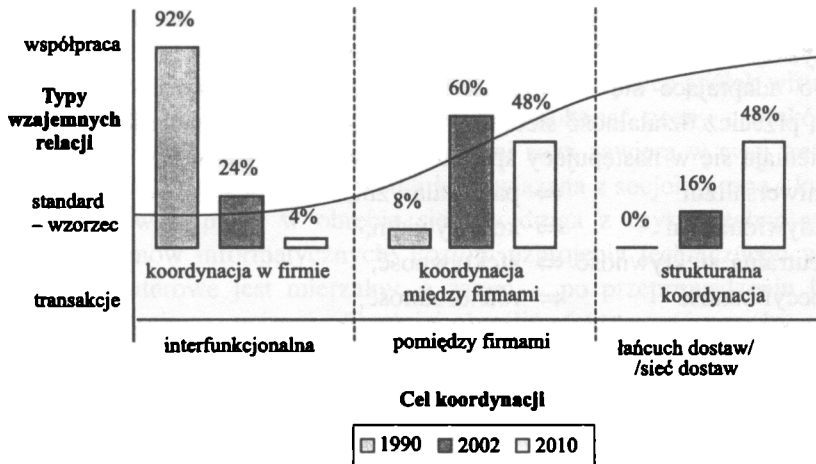 92%
współpraca
60%
Typy
wzajemnych
relacji
48%
48%
24%
standard
– wzorzec
4%
8%
0%
16%
koordynacja w firmie
koordynacja
między firmami
strukturalna
koordynacja
transakcje
interfunkcjonalna
pomiędzy firmami
łańcuch dostaw/
/sieć dostaw
Cel koordynacji
1990 2002 2010